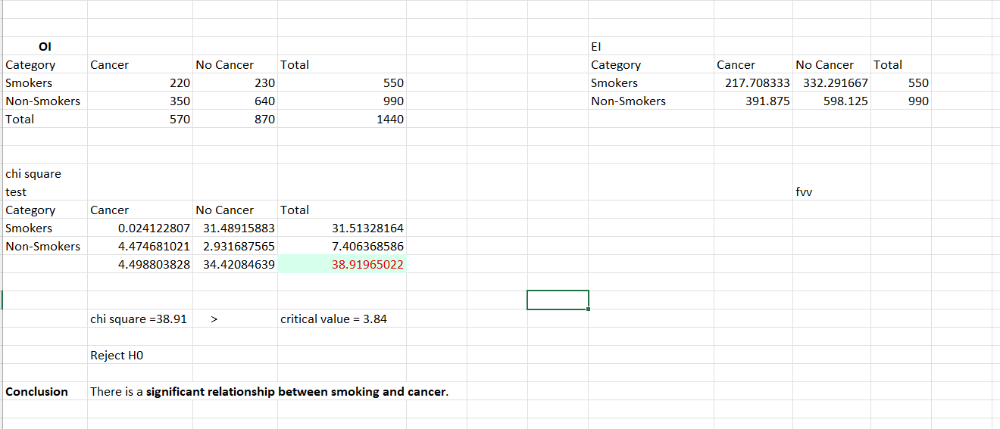 OI EI
Category Cancer No Cancer Total Category Cancer No Cancer Total
Smokers 220 230 550 Smokers 217.708333 332.291667 550
Non-Smokers 350 640 990 Non-Smokers 391.875 598.125 990
Total 570 870 1440
chi square
test fvv
Category Cancer No Cancer Total
Smokers 0.024122807 31.48915883 31.51328164
Non-Smokers 4.474681021 2.931687565 7.406368586
4.498803828 34.42084639 38.91965022
chi square =38.91 > critical value = 3.84
Reject H0
Conclusion There is a significant relationship between smoking and cancer.